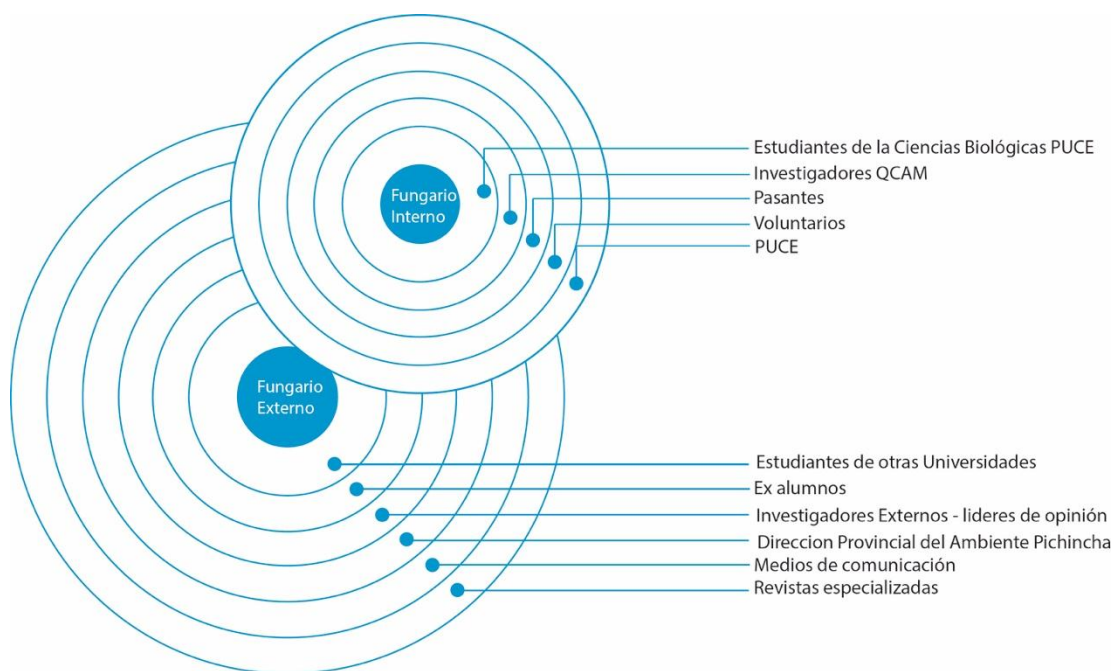 Fungario
Interno
Estudiantes de la Ciencias Biológicas PUCE
Investigadores QCAM
Pasantes
Voluntarios
PUCE
Fungario
Externo
Estudiantes de otras Universidades
Ex alumnos
Investigadores Externos - lideres de opinión
Direccion Provincial del Ambiente Pichincha
Medios de comunicación
Revistas especializadas